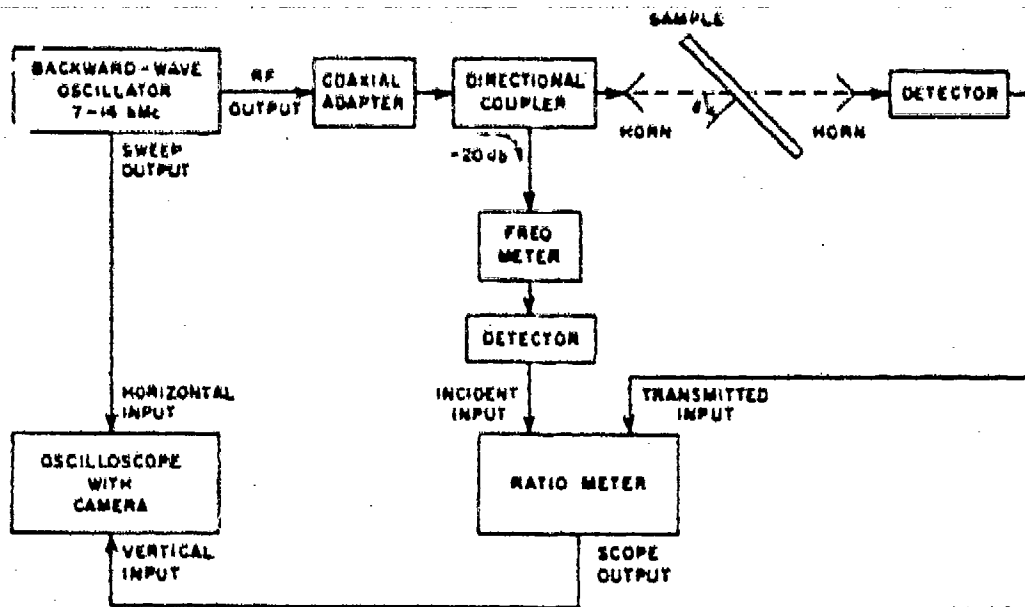 SAMPLE
BACKWARD-WAVE
OSCILLATOR
7-14 kMc
RF
OUTPUT
COAXIAL
ADAPTER
DIRECTIONAL
COUPLER
HORN
HORN
DETECTOR
SWEEP
OUTPUT
-20 db
FREQ
METER
DETECTOR
HORIZONTAL
INPUT
INCIDENT
INPUT
TRANSMITTED
INPUT
OSCILLOSCOPE
WITH
CAMERA
RATIO METER
VERTICAL
INPUT
SCOPE
OUTPUT